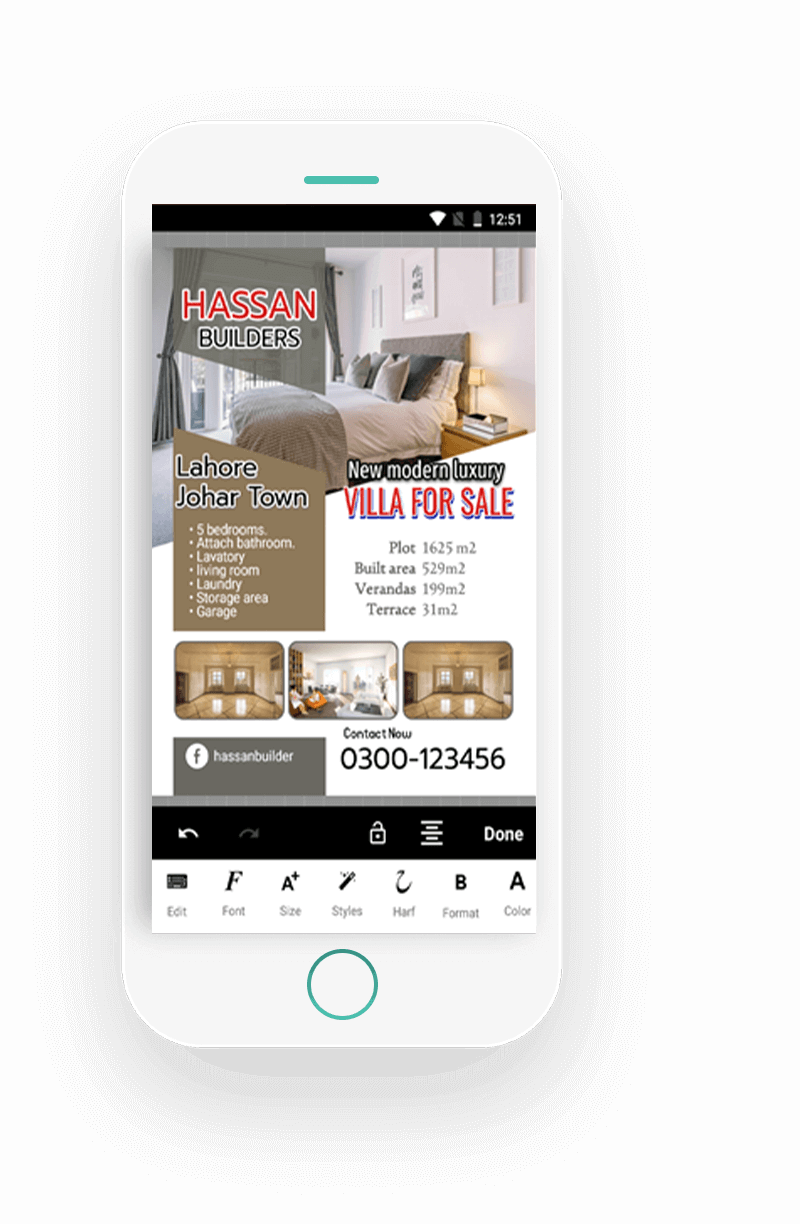 12:51
HASSAN
BUILDERS
Lahore
Johar Town
• 5 bedrooms.
• Attach bathroom.
• Lavatory
• living room
• Laundry
• Storage area
• Garage
New modern luxury
VILLA FOR SALE
Plot 1625 m2
Built area 529m2
Verandas 199m2
Terrace 31m2
hassanbuilder
Contact Now
0300-123456
Done
Edit Font Size Styles Harf Format Color